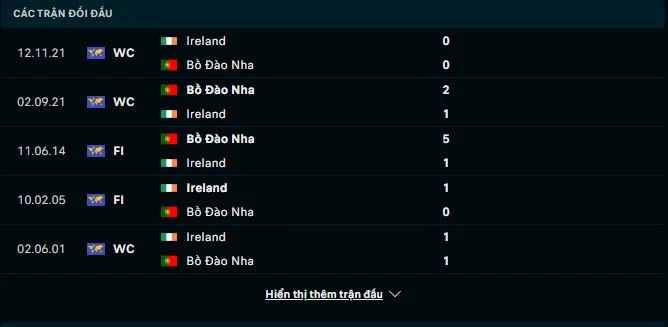 CÁC TRẬN ĐỐI ĐẦU
12.11.21 WC Ireland 0
Bồ Đào Nha 0
02.09.21 WC Bồ Đào Nha 2
Ireland 1
11.06.14 FI Bồ Đào Nha 5
Ireland 1
10.02.05 FI Ireland 1
Bồ Đào Nha 0
02.06.01 WC Ireland 1
Bồ Đào Nha 1
Hiển thị thêm trận đấu